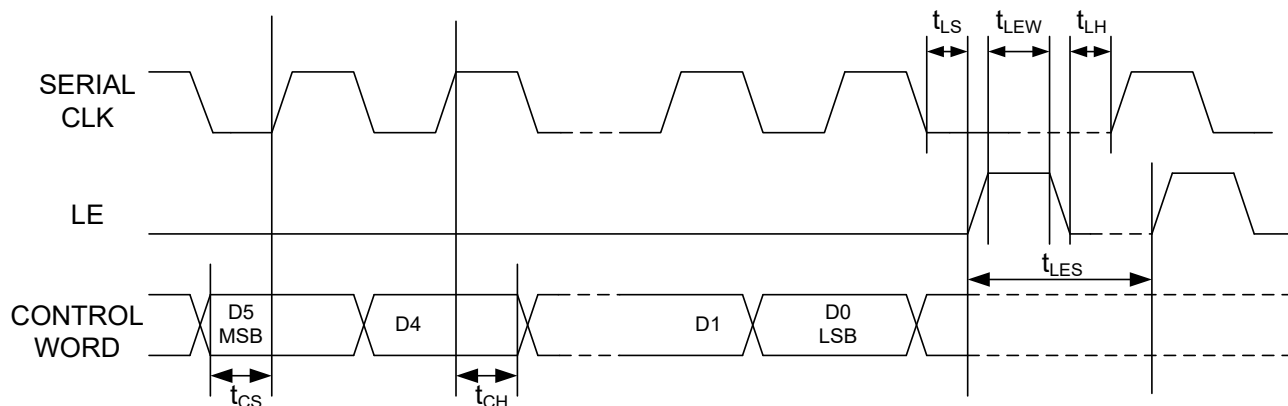 tLS
tLEW
tLH
SERIAL
CLK
LE
tLES
CONTROL
WORD
D5
MSB
D4
D1
D0
LSB
tCS
tCH